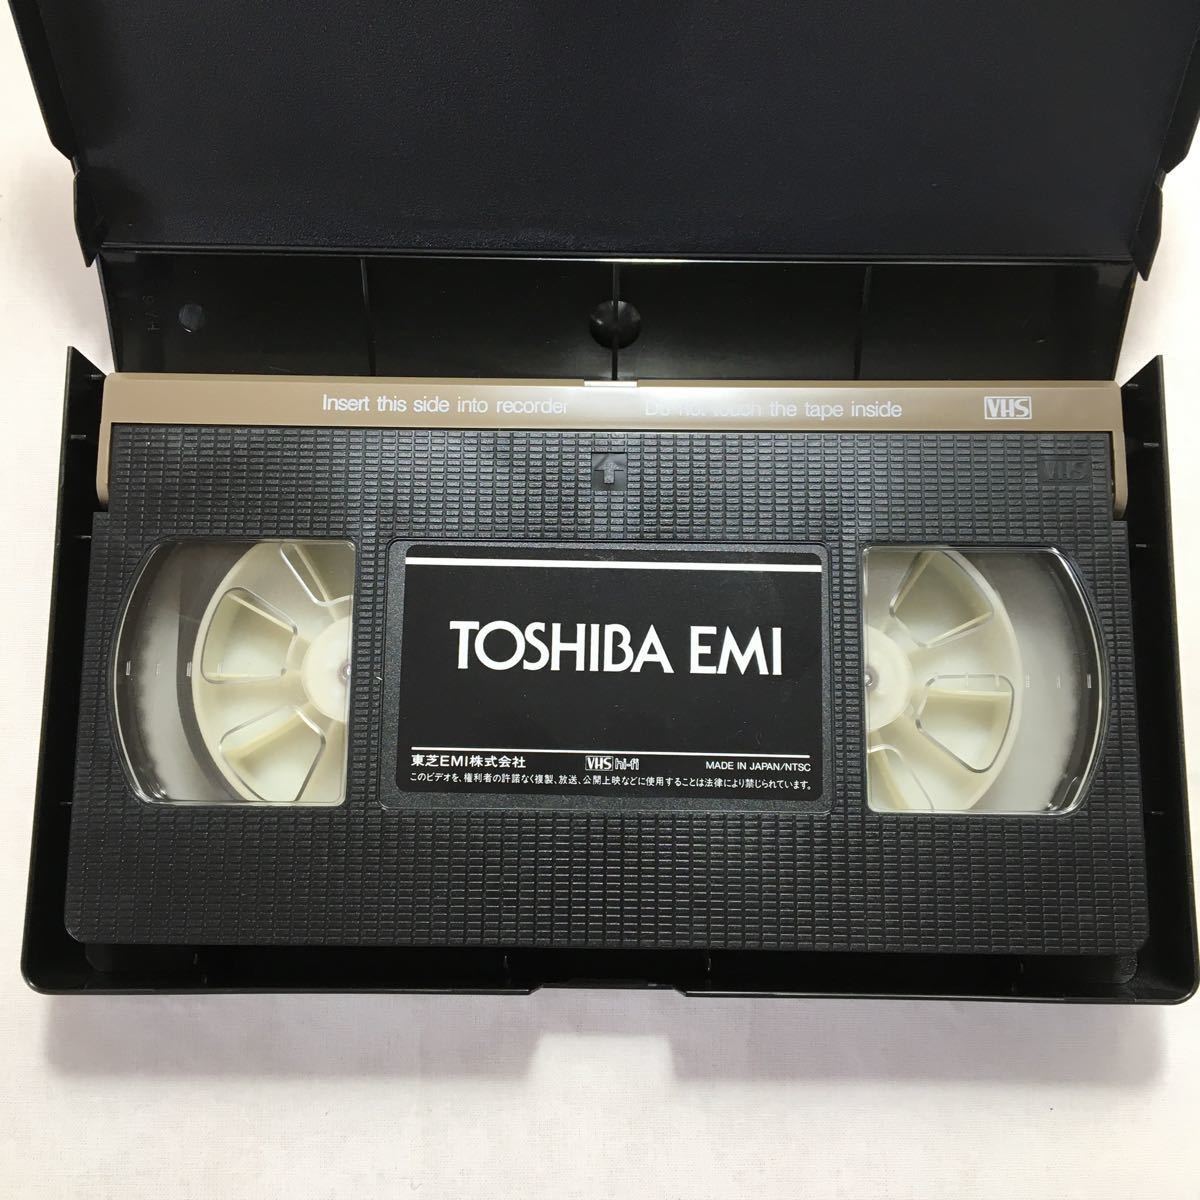 Insert this side into recorder
Do not touch the tape inside
VHS
VHS
TOSHIBA EMI
東芝EMI株式会社
VHS hi-fi
MADE IN JAPAN/NTSC
このビデオを、権利者の許諾なく複製、放送、公開上映などに使用することは法律により禁じられています。